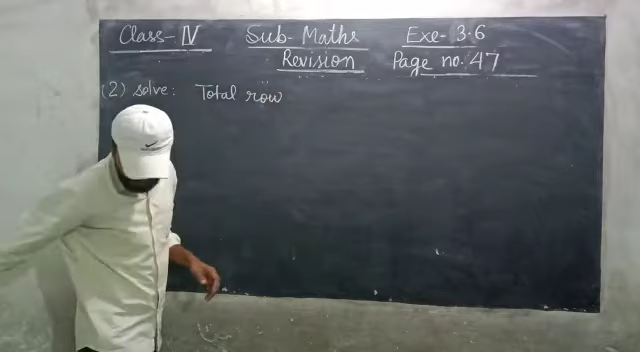 Class- IV Sub- Maths Exe- 3.6
Revision Page no. 47
(2) solve: Total row